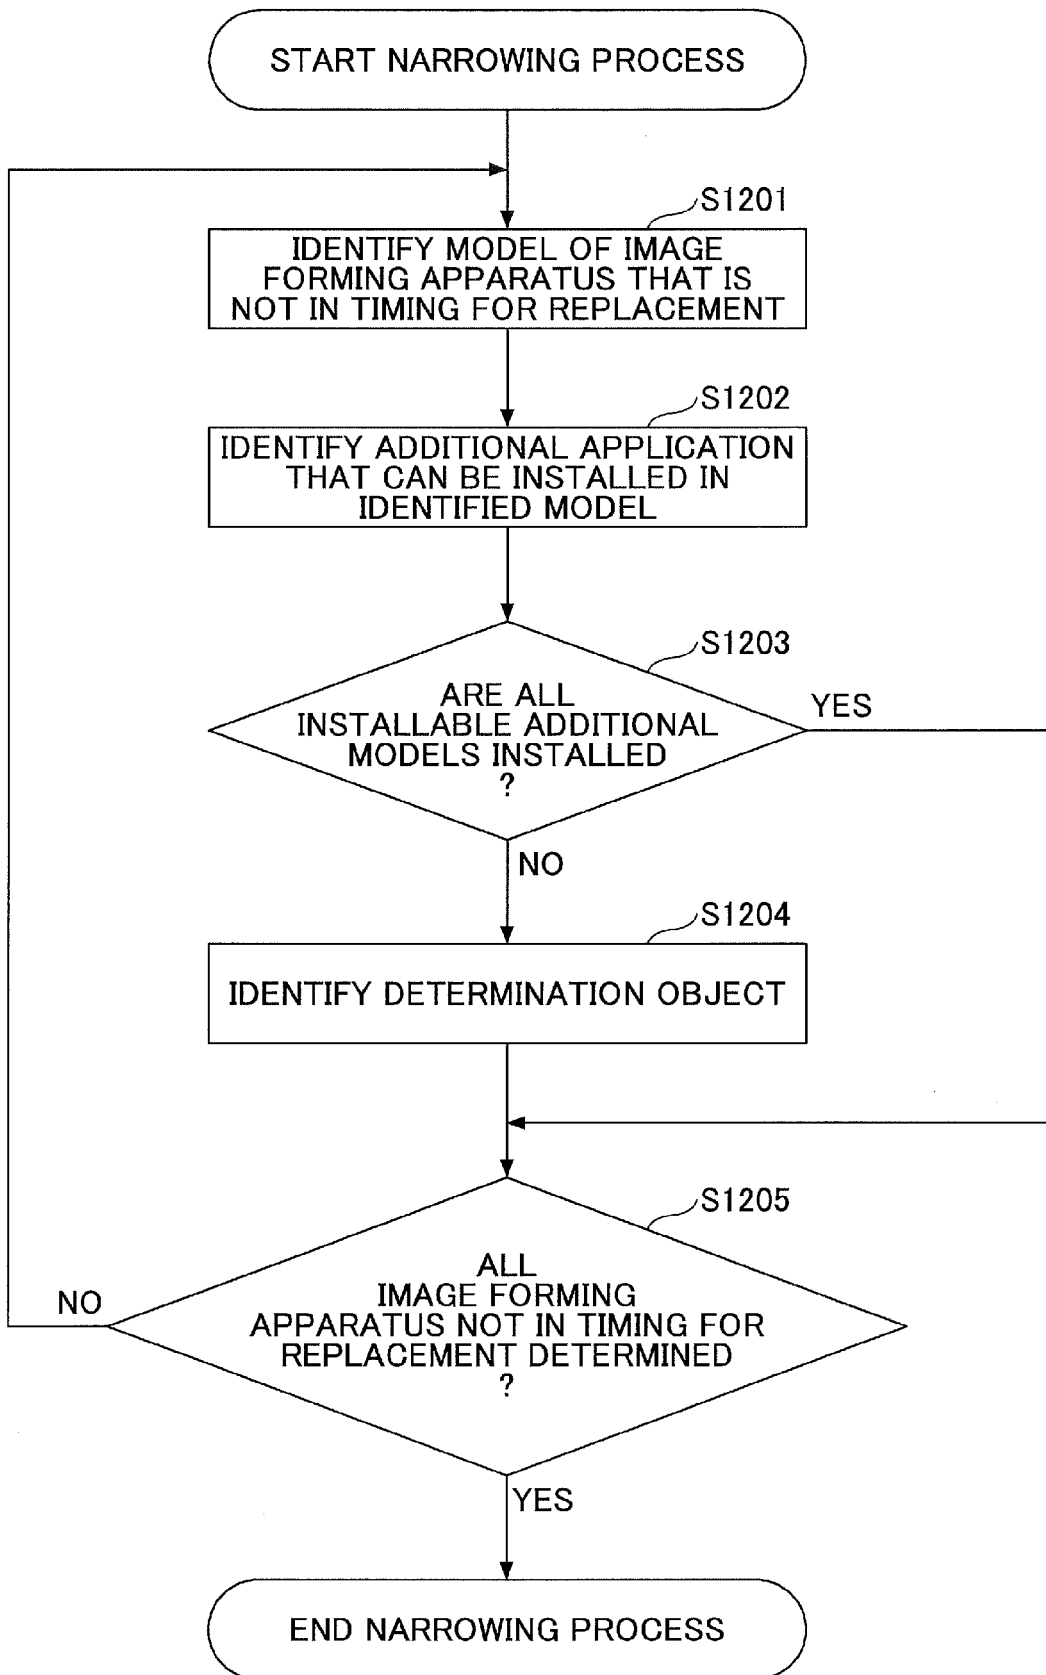 START NARROWING PROCESS
S1201
IDENTIFY MODEL OF IMAGE
FORMING APPARATUS THAT IS
NOT IN TIMING FOR REPLACEMENT
S1202
IDENTIFY ADDITIONAL APPLICATION
THAT CAN BE INSTALLED IN
IDENTIFIED MODEL
S1203
ARE ALL
INSTALLABLE ADDITIONAL
MODELS INSTALLED
?
YES
NO
S1204
IDENTIFY DETERMINATION OBJECT
S1205
ALL
IMAGE FORMING
APPARATUS NOT IN TIMING FOR
REPLACEMENT DETERMINED
?
NO
YES
END NARROWING PROCESS